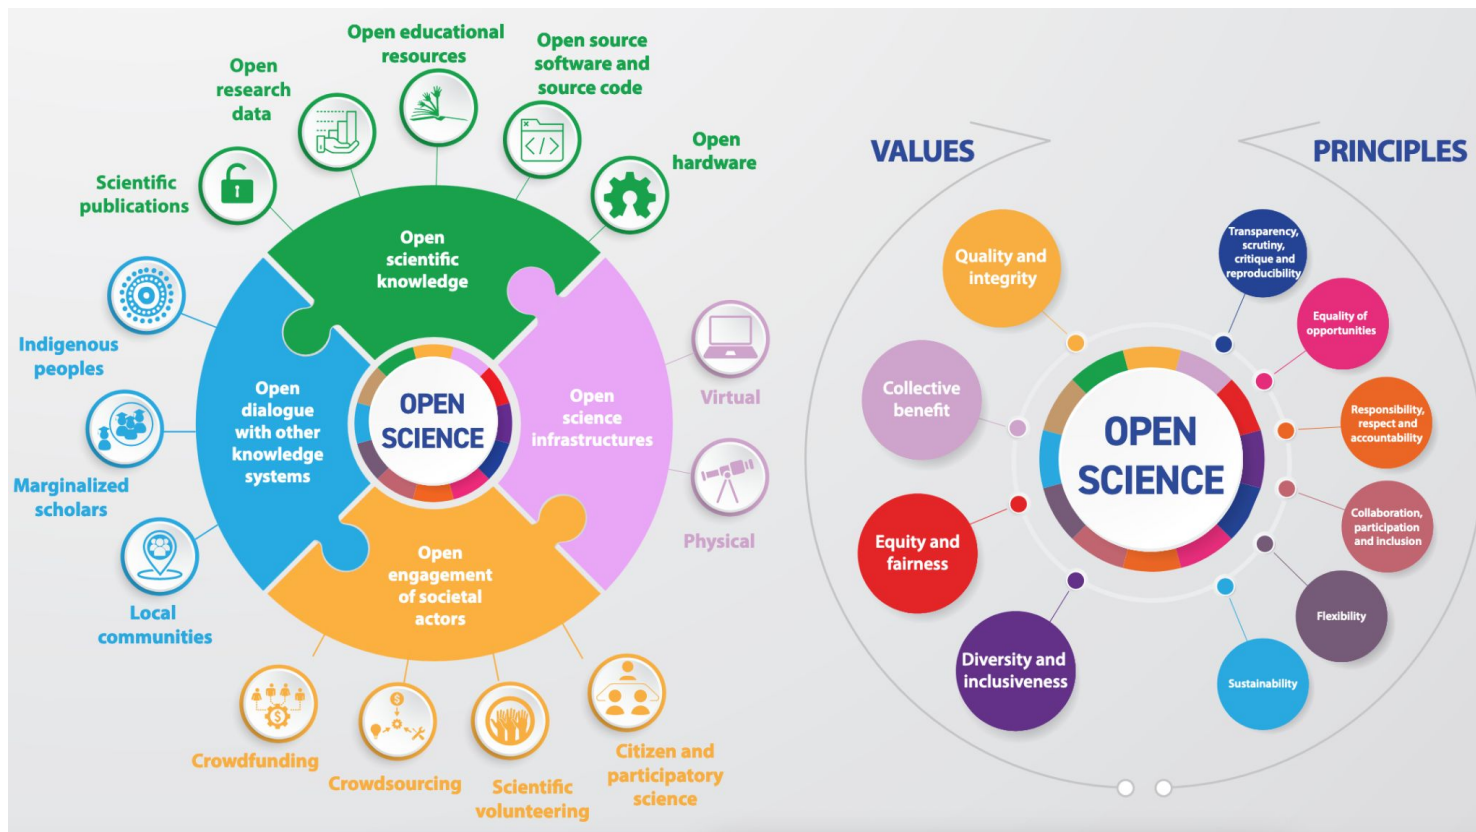 Open educational
resources
Open source
software and
source code
Open
research
data
Open
hardware
Scientific
publications
Open
scientific
knowledge
Indigenous
peoples
Marginalized
scholars
Local
communities
Open
dialogue
with other
knowledge
systems
OPEN
SCIENCE
Open
science
infrastructures
Virtual
Physical
Open
engagement
of societal
actors
Crowdfunding
Crowdsourcing
Scientific
volunteering
Citizen and
participatory
science
VALUES
Quality and
integrity
Collective
benefit
Equity and
fairness
Diversity and
inclusiveness
OPEN
SCIENCE
PRINCIPLES
Transparency,
scrutiny,
critique and
reproducibility
Equality of
opportunities
Responsibility,
respect and
accountability
Collaboration,
participation
and inclusion
Flexibility
Sustainability